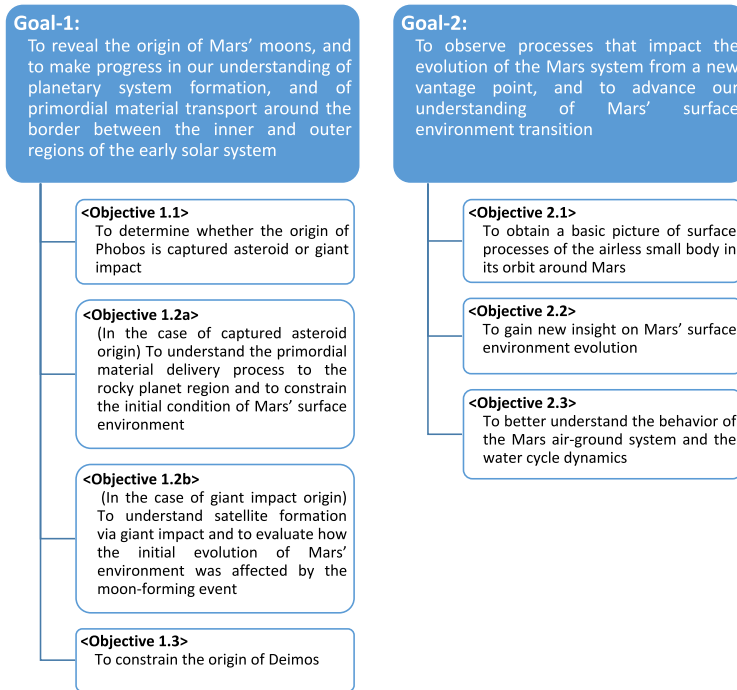 Goal-1:
To reveal the origin of Mars' moons, and
to make progress in our understanding of
planetary system formation, and of
primordial material transport around the
border between the inner and outer
regions of the early solar system
<Objective 1.1>
To determine whether the origin of
Phobos is captured asteroid or giant
impact
<Objective 1.2a>
(In the case of captured asteroid
origin) To understand the primordial
material delivery process to the
rocky planet region and to constrain
the initial condition of Mars' surface
environment
<Objective 1.2b>
(In the case of giant impact origin)
To understand satellite formation
via giant impact and to evaluate how
the initial evolution of Mars'
environment was affected by the
moon-forming event
<Objective 1.3>
To constrain the origin of Deimos
Goal-2:
To observe processes that impact the
evolution of the Mars system from a new
vantage point, and to advance our
understanding of Mars' surface
environment transition
<Objective 2.1>
To obtain a basic picture of surface
processes of the airless small body in
its orbit around Mars
<Objective 2.2>
To gain new insight on Mars' surface
environment evolution
<Objective 2.3>
To better understand the behavior of
the Mars air-ground system and the
water cycle dynamics